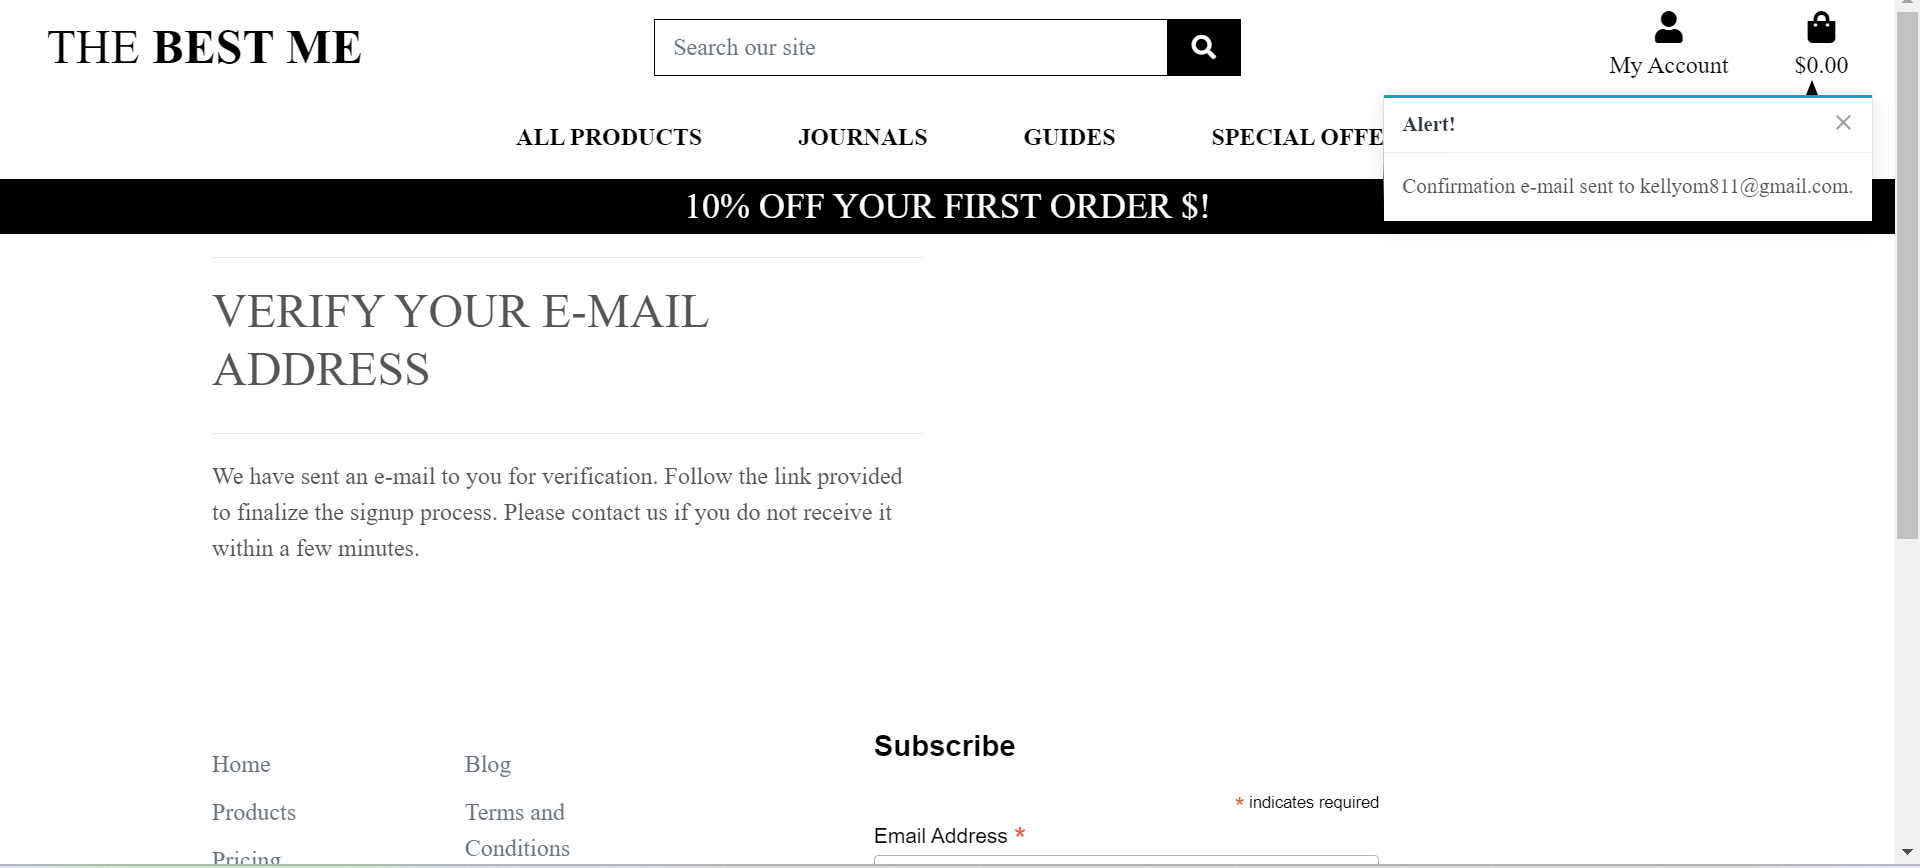 THE BEST ME
Search our site
My Account
$0.00
ALL PRODUCTS
JOURNALS
GUIDES
SPECIAL OFFE
Alert!
Confirmation e-mail sent to kellyom811@gmail.com.
10% OFF YOUR FIRST ORDER $!
VERIFY YOUR E-MAIL
ADDRESS
We have sent an e-mail to you for verification. Follow the link provided
to finalize the signup process. Please contact us if you do not receive it
within a few minutes.
Home
Products
Pricing
Blog
Terms and
Conditions
Subscribe
* indicates required
Email Address *